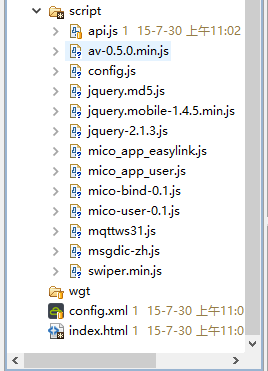 script
api.js 1 15-7-30 上午11:02
av-0.5.0.min.js
config.js
jquery.md5.js
jquery.mobile-1.4.5.min.js
jquery-2.1.3.js
mico_app_easylink.js
mico_app_user.js
mico-bind-0.1.js
mico-user-0.1.js
mqttws31.js
msgdic-zh.js
swiper.min.js
wgt
config.xml 1 15-7-30 上午11:0
index.html 1 15-7-30 上午11:0